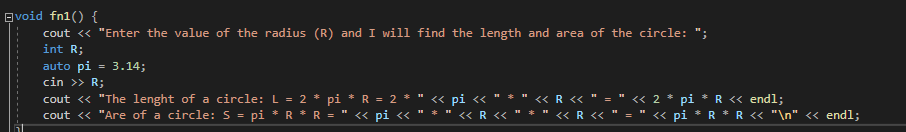 void fn1() {
cout << "Enter the value of the radius (R) and I will find the length and area of the circle: ";
int R;
auto pi = 3.14;
cin >> R;
cout << "The lenght of a circle: L = 2 * pi * R = 2 * " << pi << " * " << R << " = " << 2 * pi * R << endl;
cout << "Are of a circle: S = pi * R * R = " << pi << " * " << R << " * " << R << " = " << pi * R * R << "\n" << endl;
}